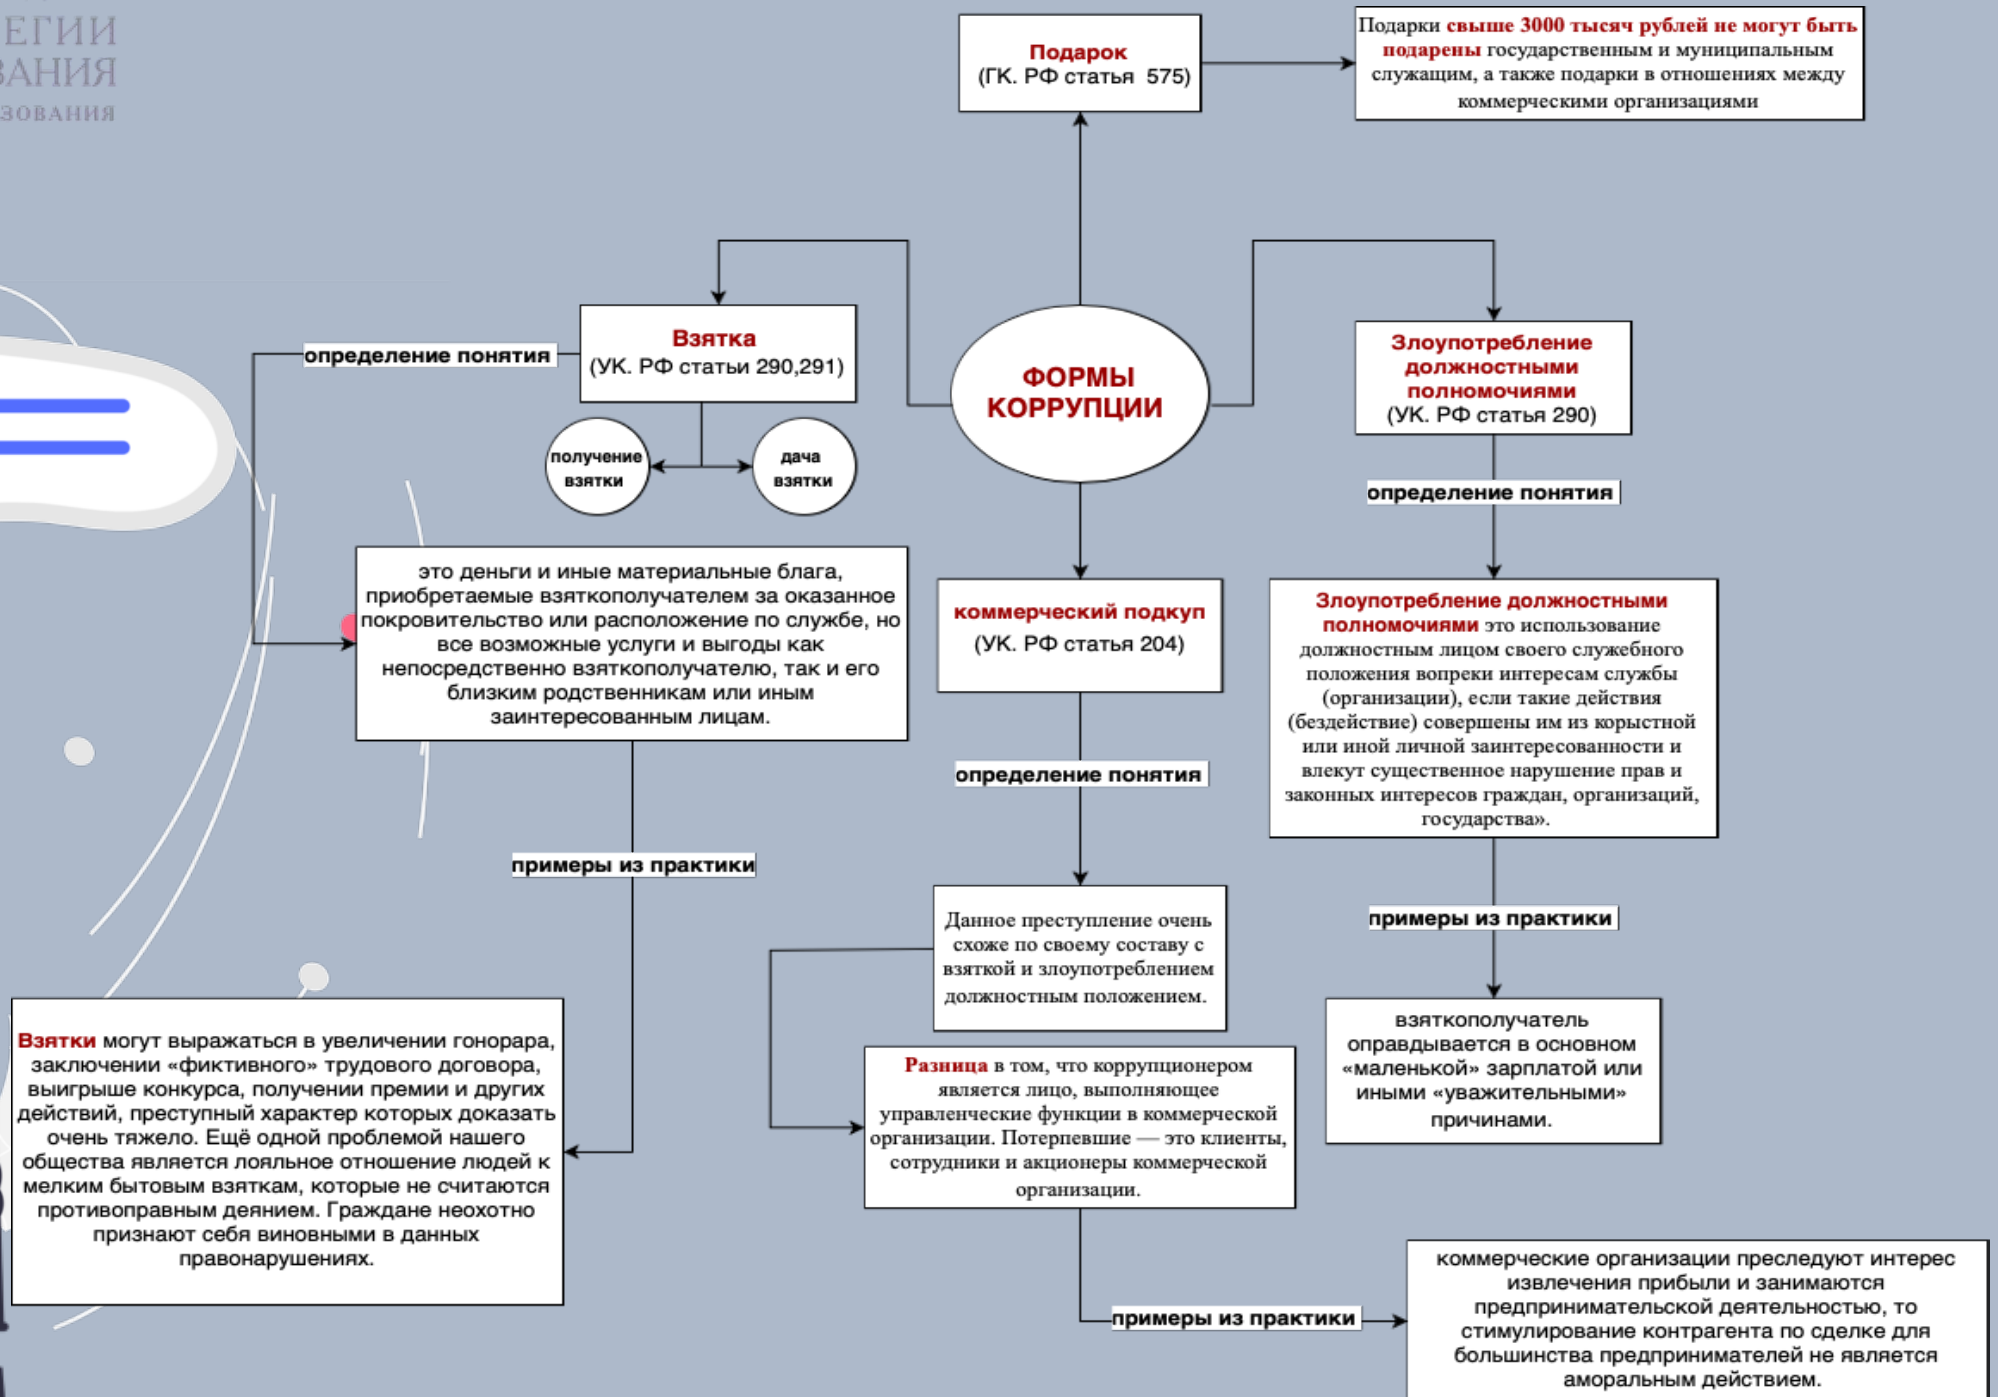 ЕГИИ
ВАНИЯ
ЗОВАНИЯ
Подарок
(ГК. РФ статья 575)
Подарки свыше 3000 тысяч рублей не могут быть
подарены государственным и муниципальным
служащим, а также подарки в отношениях между
коммерческими организациями
ФОРМЫ
КОРРУПЦИИ
Взятка
(УК. РФ статьи 290,291)
определение понятия
получение
взятки
дача
взятки
это деньги и иные материальные блага,
приобретаемые взяткополучателем за оказанное
покровительство или расположение по службе, но
все возможные услуги и выгоды как
непосредственно взяткополучателю, так и его
близким родственникам или иным
заинтересованным лицам.
примеры из практики
Взятки могут выражаться в увеличении гонорара,
заключении «фиктивного» трудового договора,
выигрыше конкурса, получении премии и других
действий, преступный характер которых доказать
очень тяжело. Ещё одной проблемой нашего
общества является лояльное отношение людей к
мелким бытовым взяткам, которые не считаются
противоправным деянием. Граждане неохотно
признают себя виновными в данных
правонарушениях.
коммерческий подкуп
(УК. РФ статья 204)
определение понятия
Данное преступление очень
схоже по своему составу с
взяткой и злоупотреблением
должностным положением.
Разница в том, что коррупционером
является лицо, выполняющее
управленческие функции в коммерческой
организации. Потерпевшие — это клиенты,
сотрудники и акционеры коммерческой
организации.
примеры из практики
коммерческие организации преследуют интерес
извлечения прибыли и занимаются
предпринимательской деятельностью, то
стимулирование контрагента по сделке для
большинства предпринимателей не является
аморальным действием.
Злоупотребление
должностными
полномочиями
(УК. РФ статья 290)
определение понятия
Злоупотребление должностными
полномочиями это использование
должностным лицом своего служебного
положения вопреки интересам службы
(организации), если такие действия
(бездействие) совершены им из корыстной
или иной личной заинтересованности и
влекут существенное нарушение прав и
законных интересов граждан, организаций,
государства».
примеры из практики
взяткополучатель
оправдывается в основном
«маленькой» зарплатой или
иными «уважительными»
причинами.